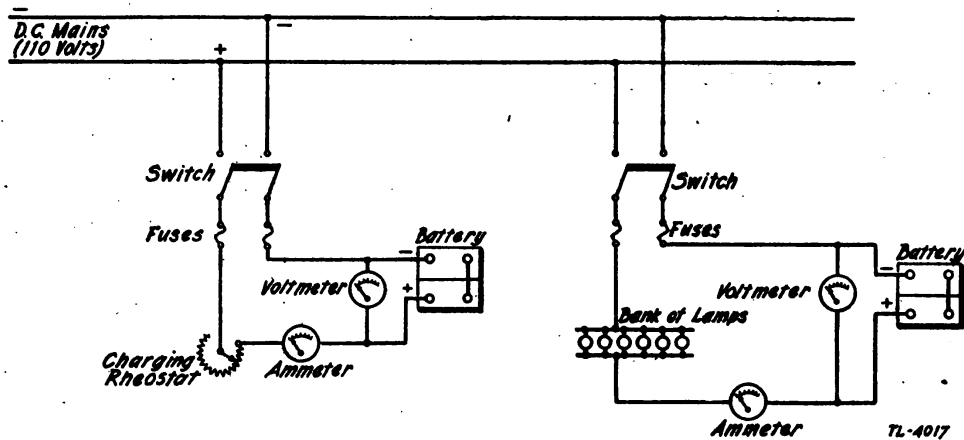 −
D.C. Mains
(110 Volts)
−
+
Switch
Switch
Fuses
Fuses
Battery
−
+
Battery
−
+
Voltmeter
Voltmeter
Bank of Lamps
Charging
Rheostat
Ammeter
Ammeter
TL-4017